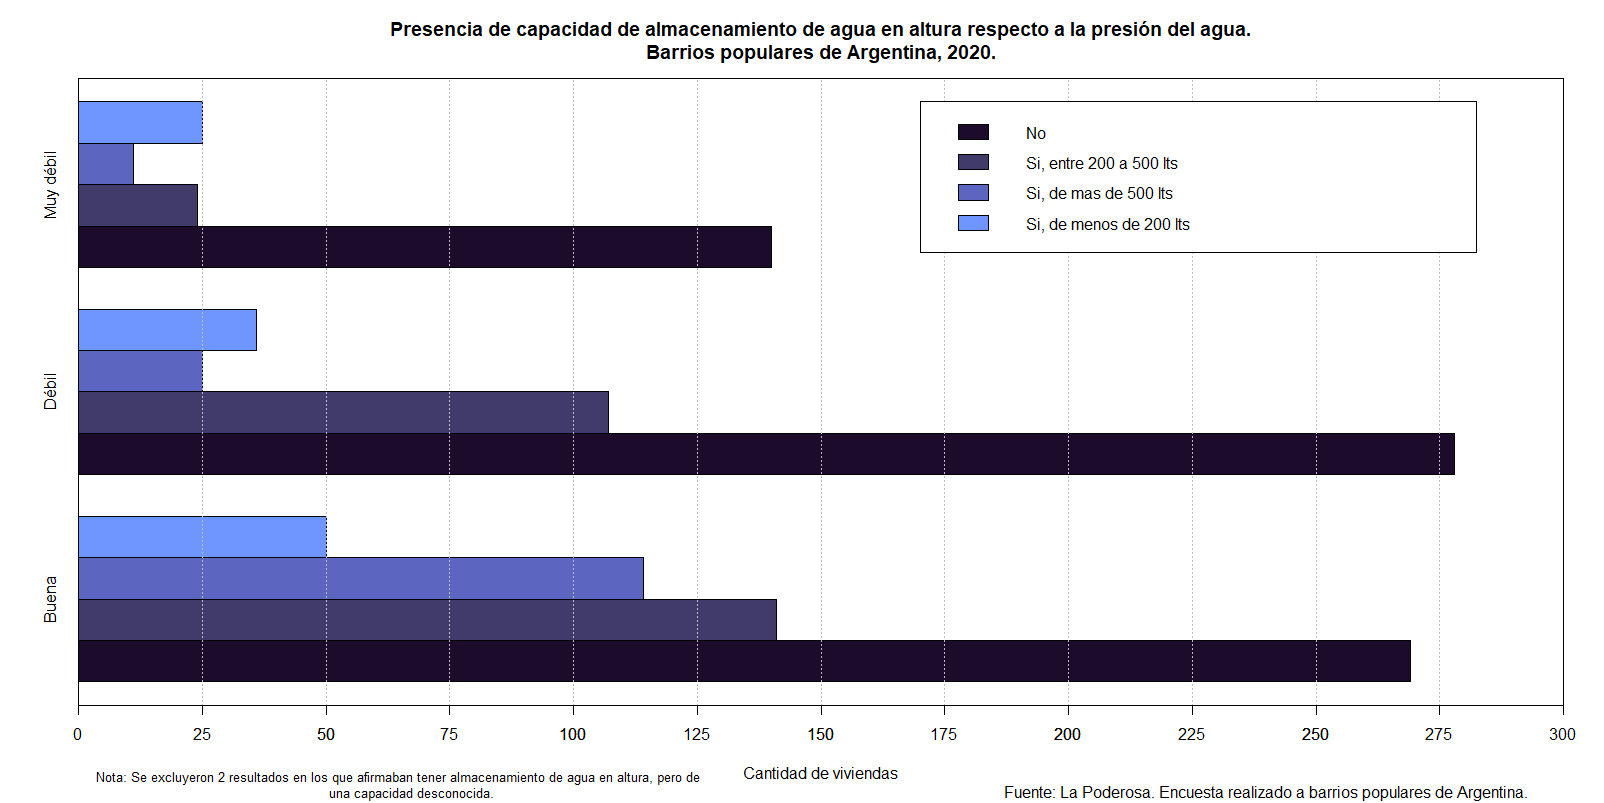 Presencia de capacidad de almacenamiento de agua en altura respecto a la presión del agua.
Barrios populares de Argentina, 2020.
No
Si, entre 200 a 500 lts
Si, de mas de 500 lts
Si, de menos de 200 lts
Muy débil
Débil
Buena
0 25 50 75 100 125 150 175 200 225 250 275 300
Cantidad de viviendas
Nota: Se excluyeron 2 resultados en los que afirmaban tener almacenamiento de agua en altura, pero de
una capacidad desconocida.
Fuente: La Poderosa. Encuesta realizado a barrios populares de Argentina.